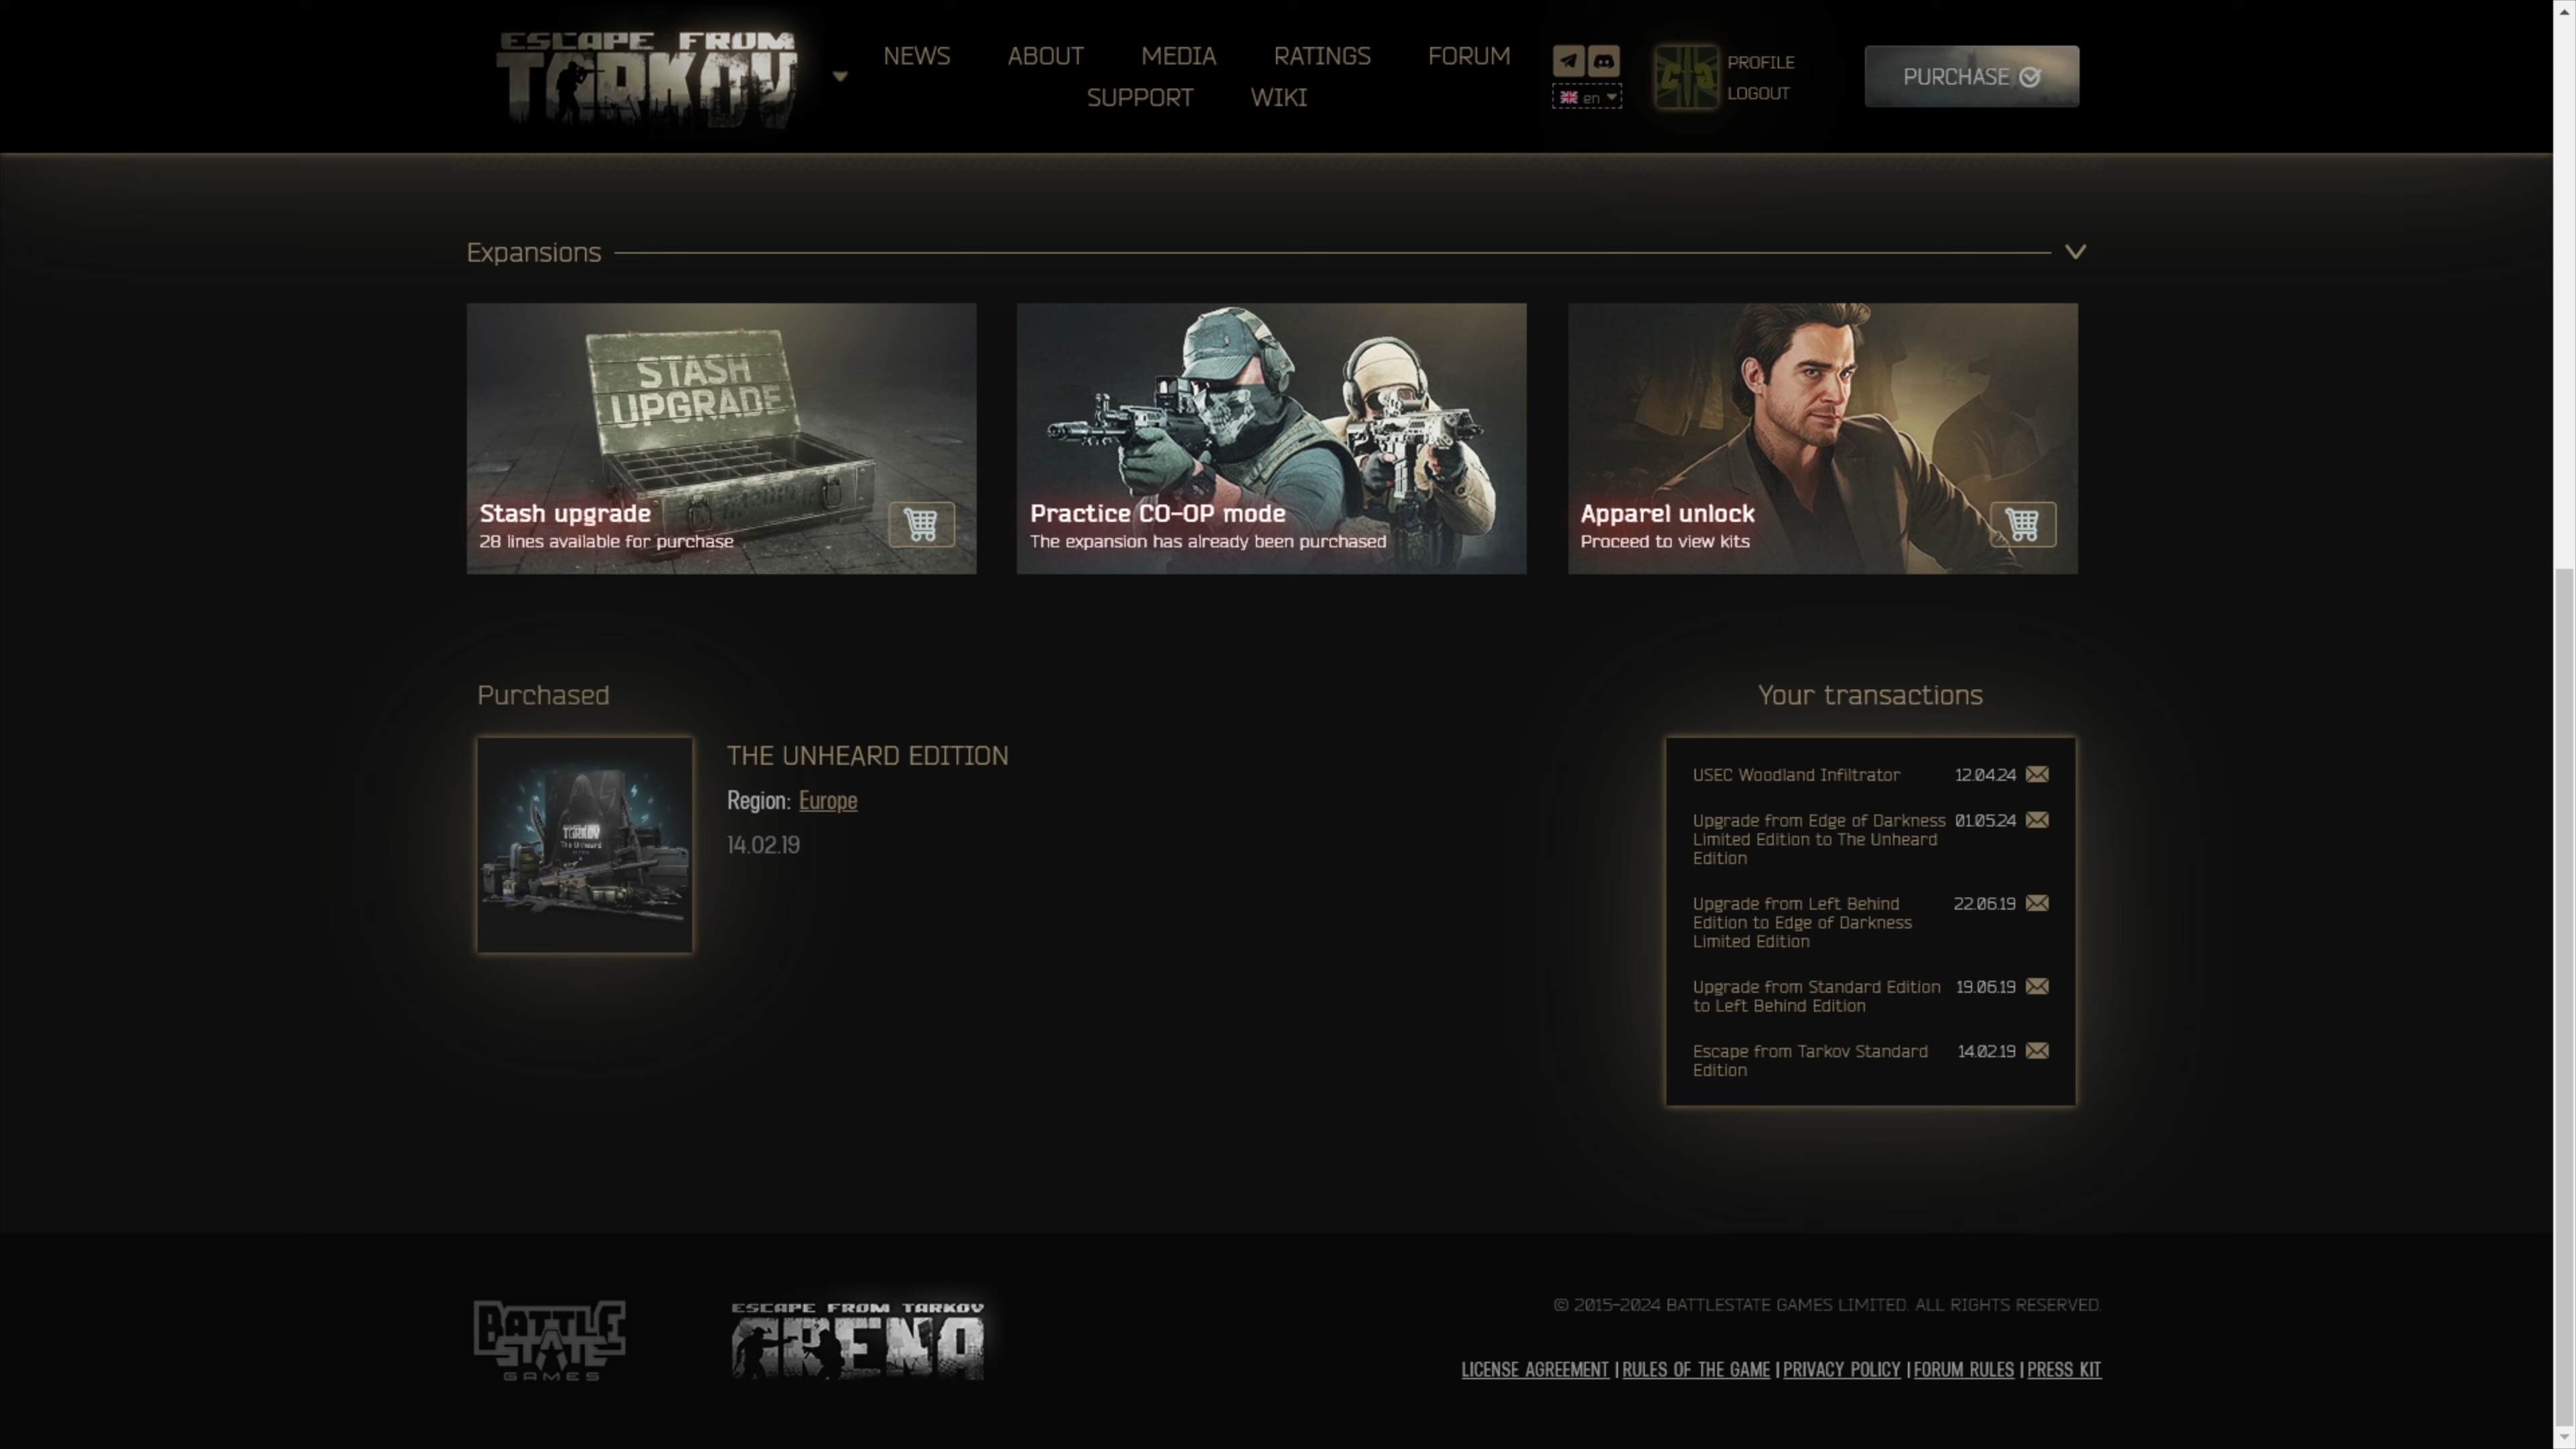 ESCAPE FROM
TARKOV
NEWS ABOUT MEDIA RATINGS FORUM
SUPPORT WIKI
en
PROFILE
LOGOUT
PURCHASE
Expansions
STASH
UPGRADE
Stash upgrade
28 lines available for purchase
Practice CO-OP mode
The expansion has already been purchased
Apparel unlock
Proceed to view kits
Purchased
TARKOV
The Unheard
THE UNHEARD EDITION
Region: Europe
14.02.19
Your transactions
USEC Woodland Infiltrator 12.04.24
Upgrade from Edge of Darkness 01.05.24
Limited Edition to The Unheard
Edition
Upgrade from Left Behind 22.06.19
Edition to Edge of Darkness
Limited Edition
Upgrade from Standard Edition 19.06.19
to Left Behind Edition
Escape from Tarkov Standard 14.02.19
Edition
BATTLE
STATE
GAMES
ESCAPE FROM TARKOV
ARENA
© 2015-2024 BATTLESTATE GAMES LIMITED. ALL RIGHTS RESERVED.
LICENSE AGREEMENT | RULES OF THE GAME | PRIVACY POLICY | FORUM RULES | PRESS KIT